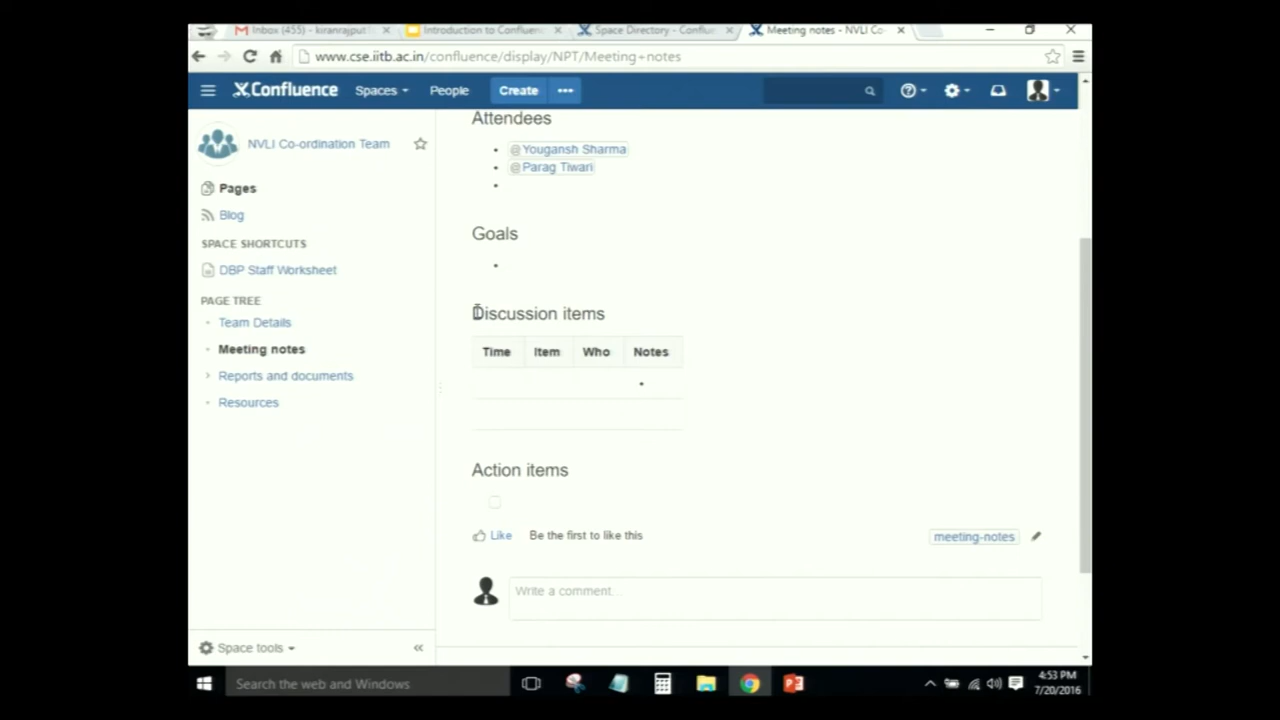 Inbox (455) - kiranrajput
Introduction to Confluen
Space Directory - Conflu
Meeting notes - NVLI Co-
www.cse.iitb.ac.in/confluence/display/NPT/Meeting+notes
Confluence Spaces People Create
NVLI Co-ordination Team
Pages
Blog
SPACE SHORTCUTS
DBP Staff Worksheet
PAGE TREE
Team Details
Meeting notes
Reports and documents
Resources
Space tools
Attendees
@Yougansh Sharma
@Parag Tiwari
Goals
Discussion items
Time Item Who Notes
Action items
Like Be the first to like this
meeting-notes
Write a comment...
Search the web and Windows
4:53 PM
7/20/2016